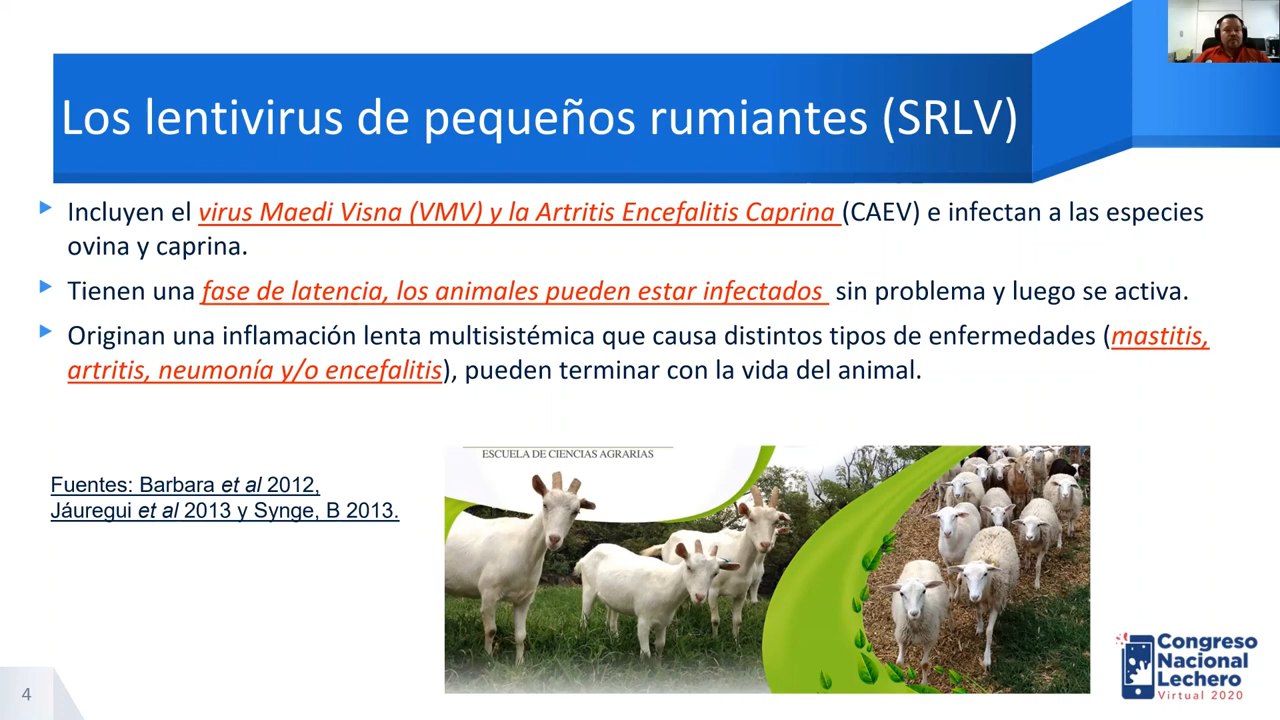 Los lentivirus de pequeños rumiantes (SRLV)
Incluyen el virus Maedi Visna (VMV) y la Artritis Encefalitis Caprina (CAEV) e infectan a las especies
ovina y caprina.
Tienen una fase de latencia, los animales pueden estar infectados sin problema y luego se activa.
Originan una inflamación lenta multisistémica que causa distintos tipos de enfermedades (mastitis,
artritis, neumonía y/o encefalitis), pueden terminar con la vida del animal.
Fuentes: Barbara et al 2012,
Jáuregui et al 2013 y Synge, B 2013.
ESCUELA DE CIENCIAS AGRARIAS
Congreso
Nacional
Lechero
Virtual 2020
4